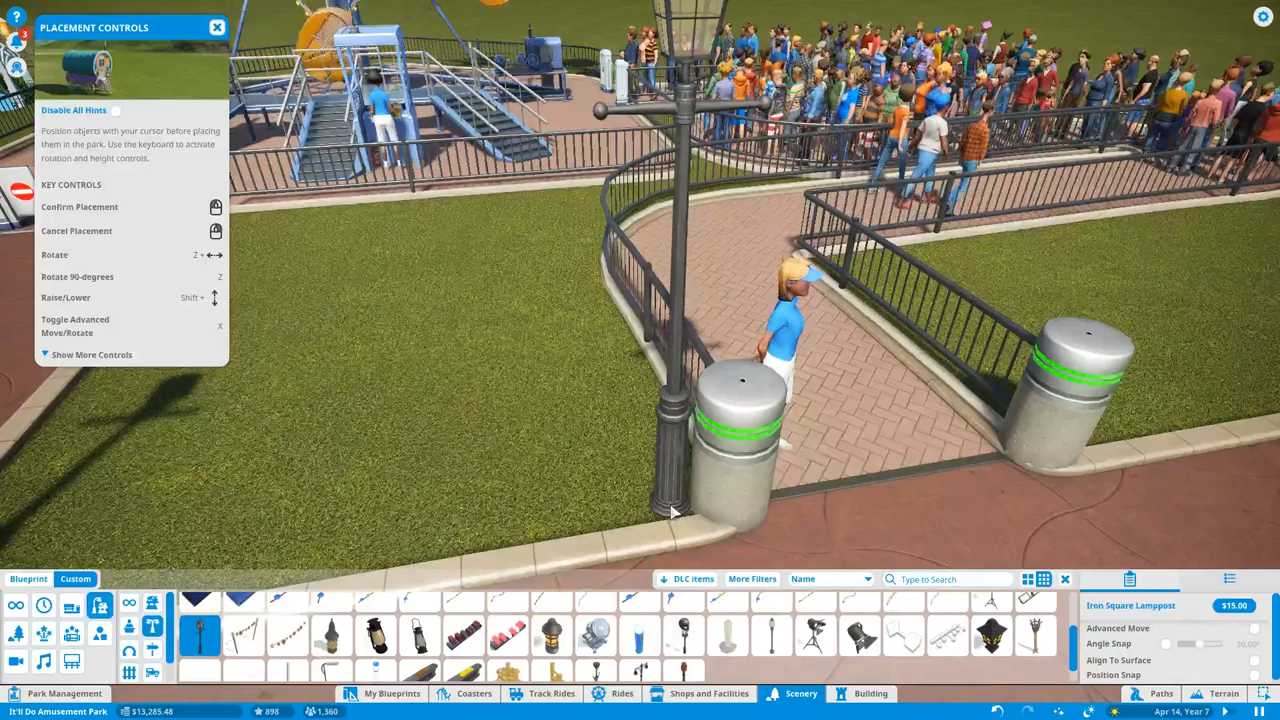 PLACEMENT CONTROLS
3
Disable All Hints
Position objects with your cursor before placing
them in the park. Use the keyboard to activate
rotation and height controls.
KEY CONTROLS
Confirm Placement
Cancel Placement
Rotate Z +
Rotate 90-degrees Z
Raise/Lower Shift +
Toggle Advanced
Move/Rotate X
Show More Controls
Blueprint Custom DLC items More Filters Name Type to Search
Iron Square Lamppost $15.00
Advanced Move
Angle Snap 30.00°
Align To Surface
Position Snap
Park Management My Blueprints Coasters Track Rides Rides Shops and Facilities Scenery Building Paths Terrain
It'll Do Amusement Park $13,285.48 898 1,360 Apr 14, Year 7